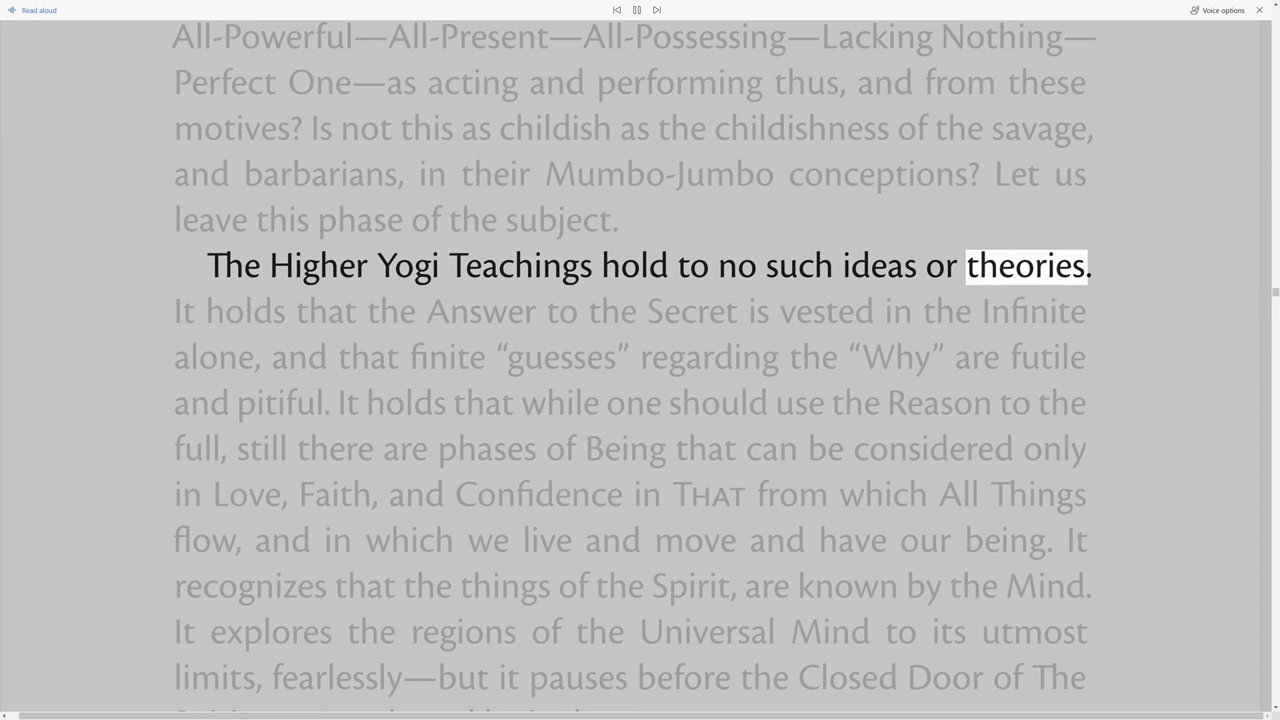 Read aloud
Voice options
All-Powerful—All-Present—All-Possessing—Lacking Nothing—
Perfect One—as acting and performing thus, and from these
motives? Is not this as childish as the childishness of the savage,
and barbarians, in their Mumbo-Jumbo conceptions? Let us
leave this phase of the subject.
The Higher Yogi Teachings hold to no such ideas or theories.
It holds that the Answer to the Secret is vested in the Infinite
alone, and that finite “guesses” regarding the “Why” are futile
and pitiful. It holds that while one should use the Reason to the
full, still there are phases of Being that can be considered only
in Love, Faith, and Confidence in THAT from which All Things
flow, and in which we live and move and have our being. It
recognizes that the things of the Spirit, are known by the Mind.
It explores the regions of the Universal Mind to its utmost
limits, fearlessly—but it pauses before the Closed Door of The